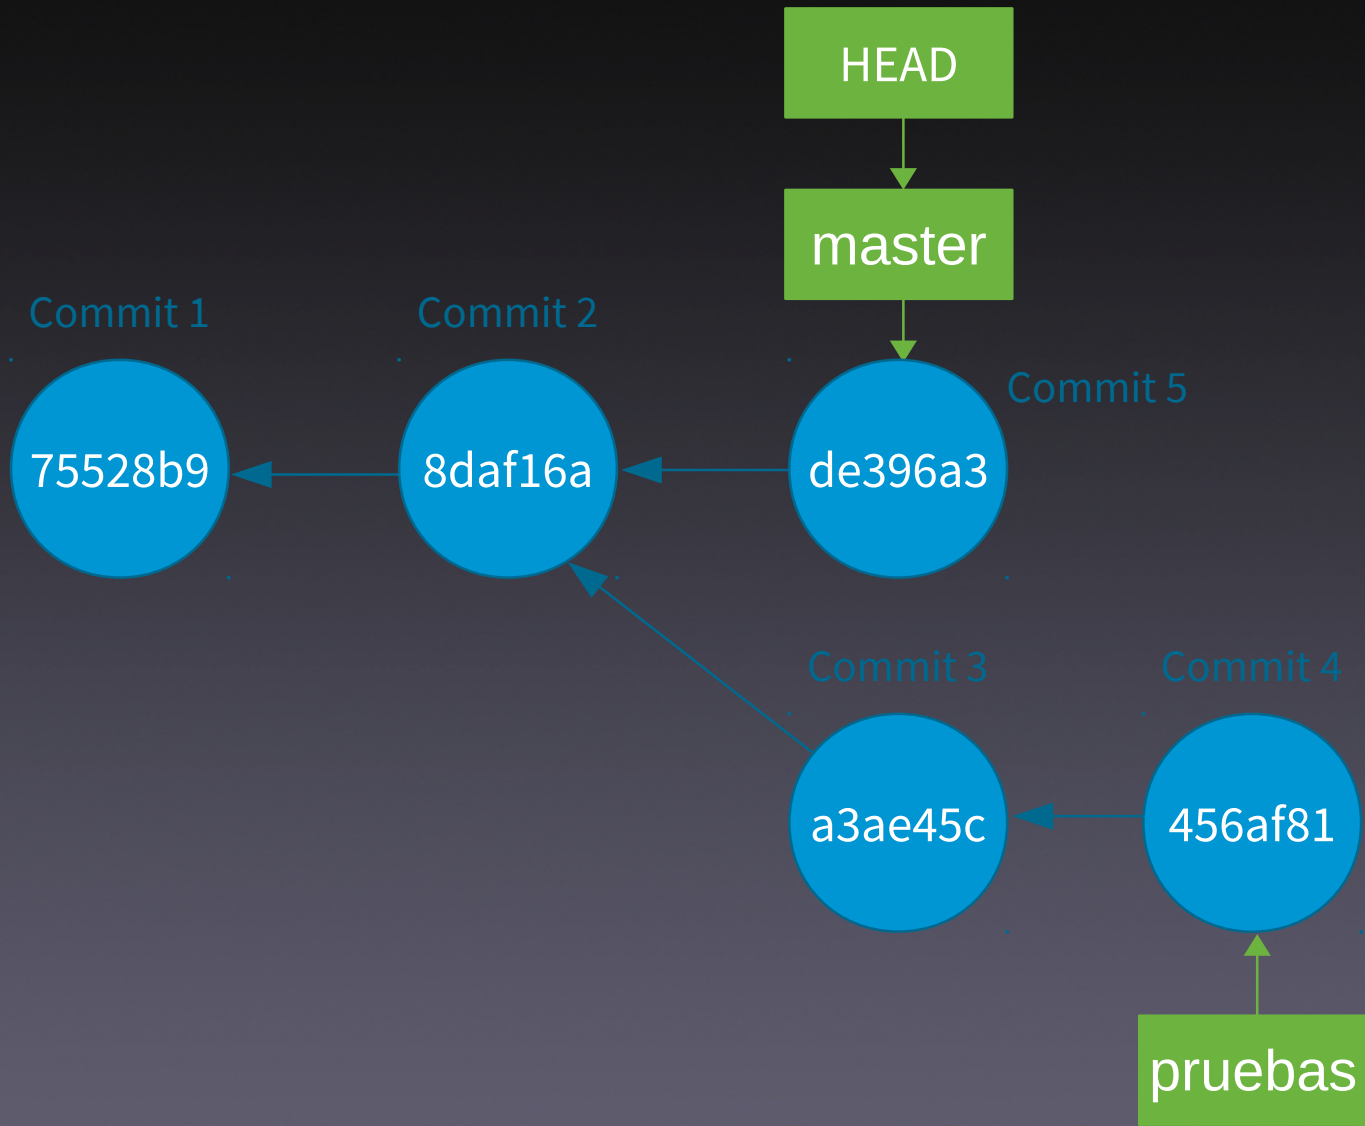 HEAD
master
Commit 1
Commit 2
Commit 5
75528b9
8daf16a
de396a3
Commit 3
Commit 4
a3ae45c
456af81
pruebas